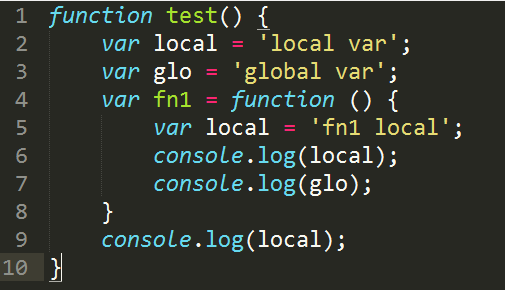 1 function test() {
2     var local = 'local var';
3     var glo = 'global var';
4     var fn1 = function () {
5         var local = 'fn1 local';
6         console.log(local);
7         console.log(glo);
8     }
9     console.log(local);
10 }